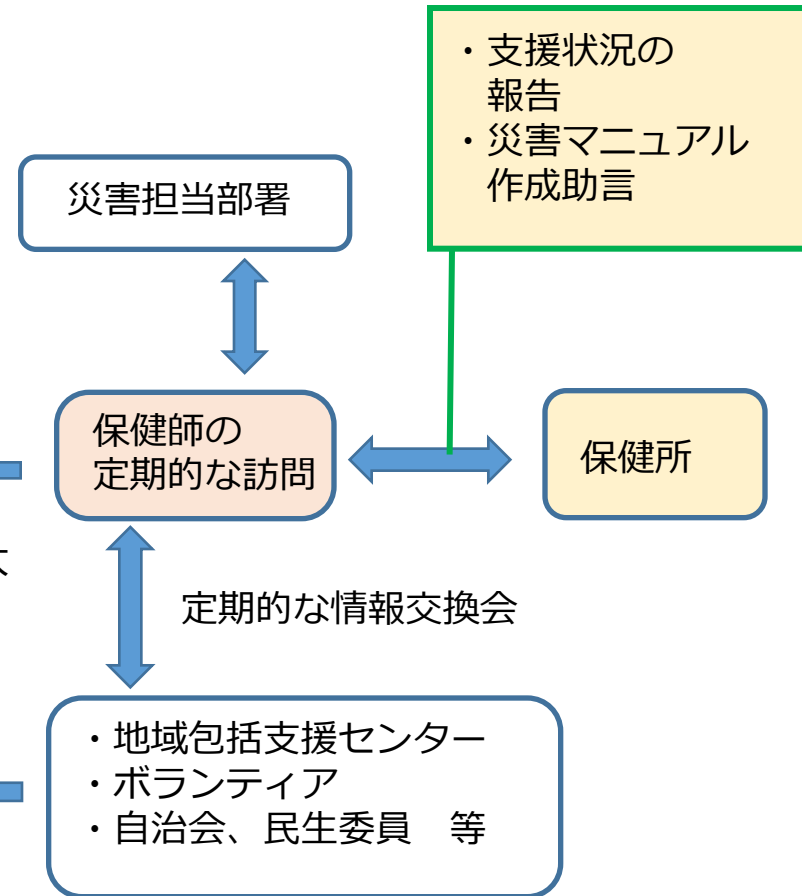 ・支援状況の
報告
・災害マニュアル
作成助言
災害担当部署
保健師の
定期的な訪問
保健所
定期的な情報交換会
・地域包括支援センター
・ボランティア
・自治会、民生委員　等